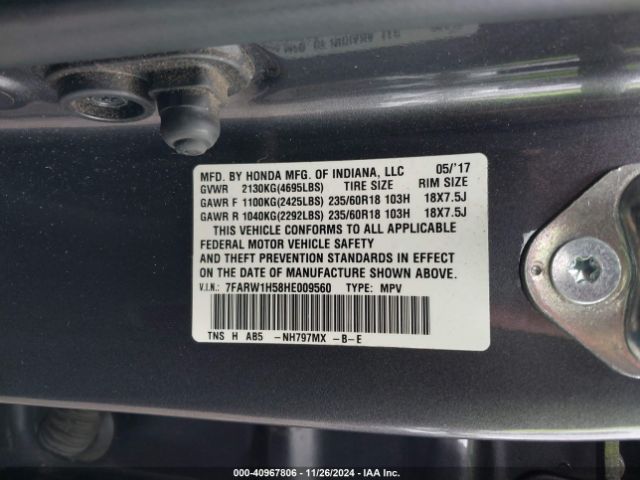 MFD. BY HONDA MFG. OF INDIANA, LLC 05/'17
GVWR 2130KG(4695LBS) TIRE SIZE RIM SIZE
GAWR F 1100KG(2425LBS) 235/60R18 103H 18X7.5J
GAWR R 1040KG(2292LBS) 235/60R18 103H 18X7.5J
THIS VEHICLE CONFORMS TO ALL APPLICABLE
FEDERAL MOTOR VEHICLE SAFETY
AND THEFT PREVENTION STANDARDS IN EFFECT
ON THE DATE OF MANUFACTURE SHOWN ABOVE.
V.I.N.: 7FARW1H58HE009560 TYPE: MPV
TNS H AB5 -NH797MX -B-E
000-40967806 - 11/26/2024 - IAA Inc.